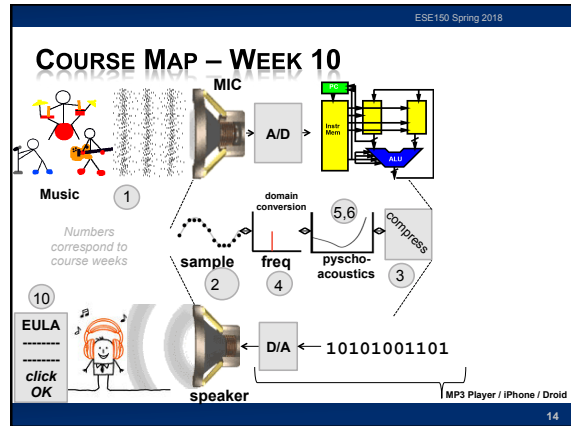 ESE150 Spring 2018
COURSE MAP – WEEK 10
MIC
PC
Instr
Mem
A/D
ALU
Music
1
Numbers
correspond to
course weeks
domain
conversion
5,6
compress
sample
freq
pyscho-
acoustics
2
4
3
10
EULA
--------
--------
click
OK
D/A
10101001101
speaker
MP3 Player / iPhone / Droid
14